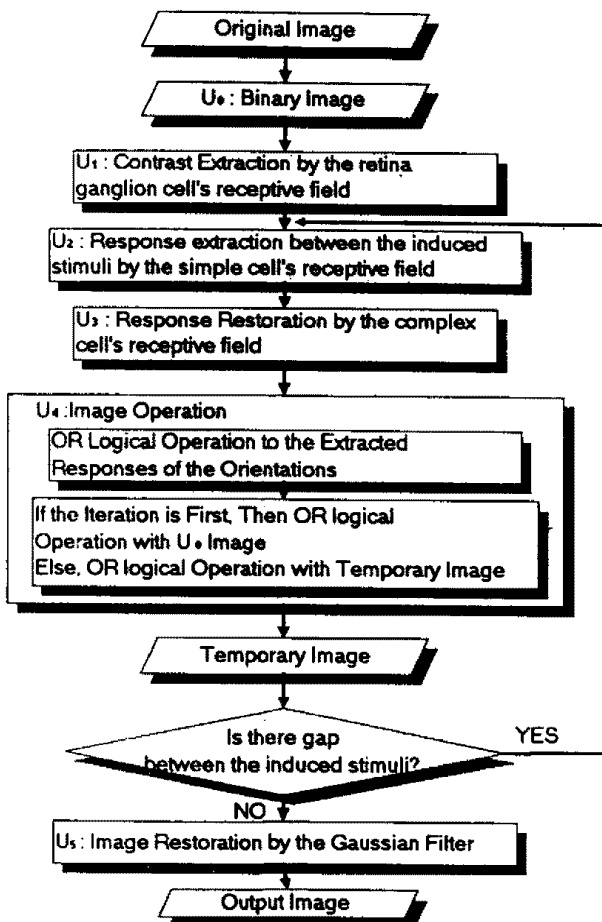 Original Image
U₀ : Binary Image
U₁ : Contrast Extraction by the retina
ganglion cell's receptive field
U₂ : Response extraction between the induced
stimuli by the simple cell's receptive field
U₃ : Response Restoration by the complex
cell's receptive field
U₄ :Image Operation
OR Logical Operation to the Extracted
Responses of the Orientations
If the Iteration is First, Then OR logical
Operation with U₀ Image
Else, OR logical Operation with Temporary Image
Temporary Image
Is there gap
between the induced stimuli?
YES
NO
U₅ : Image Restoration by the Gaussian Filter
Output Image